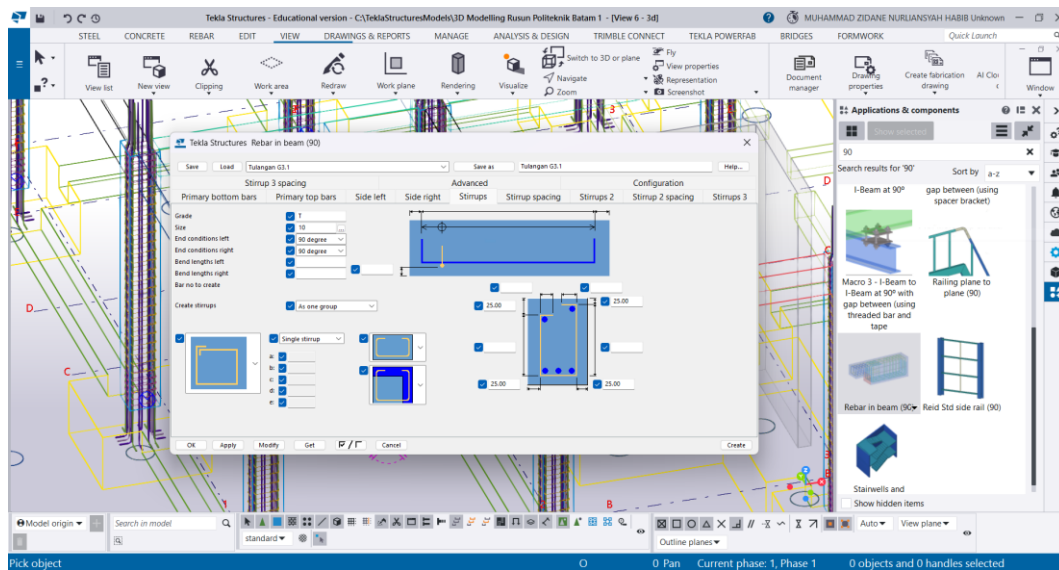 Tekla Structures - Educational version - C:\TeklaStructuresModels\3D Modelling Rusun Politeknik Batam 1 - [View 6 - 3d]
MUHAMMAD ZIDANE NURLIANSYAH HABIB Unknown
STEEL CONCRETE REBAR EDIT VIEW DRAWINGS & REPORTS MANAGE ANALYSIS & DESIGN TRIMBLE CONNECT TEKLA POWERFAB BRIDGES FORMWORK Quick Launch
View list New view Clipping Work area Redraw Work plane Rendering Visualize
Switch to 3D or plane
Navigate
Zoom
Fly
View properties
Representation
Screenshot
Document manager
Drawing properties
Create fabrication drawing
AI Clo
Window
Tekla Structures Rebar in beam (90)
Save Load Tulangan G3.1 Save as Tulangan G3.1 Help...
Stirrup 3 spacing Advanced Configuration
Primary bottom bars Primary top bars Side left Side right Stirrups Stirrup spacing Stirrups 2 Stirrup 2 spacing Stirrups 3
Grade T
Size 10 ...
End conditions left 90 degree
End conditions right 90 degree
Bend lengths left
Bend lengths right
Bar no to create
Create stirrups As one group
25.00 25.00
Single stirrup
a:
b:
c:
d:
e:
25.00 25.00
OK Apply Modify Get Cancel Create
Applications & components
Show selected
90
Search results for '90' Sort by a-z
I-Beam at 90º
gap between (using spacer bracket)
Macro 3 - I-Beam to
I-Beam at 90º with
gap between (using
threaded bar and
tape
Railing plane to
plane (90)
Rebar in beam (90)
Reid Std side rail (90)
Stairwells and
Show hidden items
3
D
D
C
C
B
B
3
Model origin Search in model
standard
Auto View plane
Outline planes
Pick object O 0 Pan Current phase: 1, Phase 1 0 objects and 0 handles selected